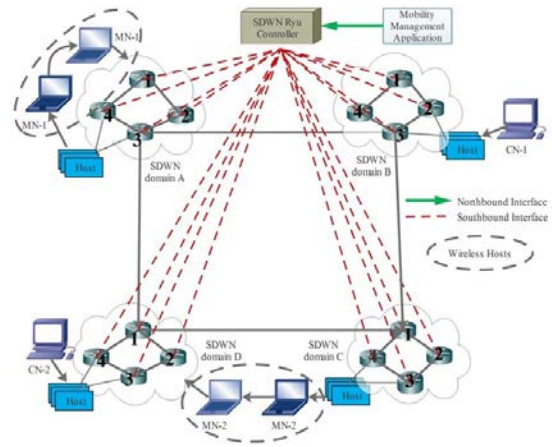 SDWN Ryu
Controller
Mobility
Management
Application
MN-1
MN-1
1
4
2
3
Host
SDWN
domain A
1
4
2
3
Host
SDWN
domain B
CN-1
Northbound Interface
Southbound Interface
Wireless Hosts
CN-2
1
4
2
3
Host
SDWN
domain D
SDWN
domain C
1
4
2
3
Host
MN-2
MN-2